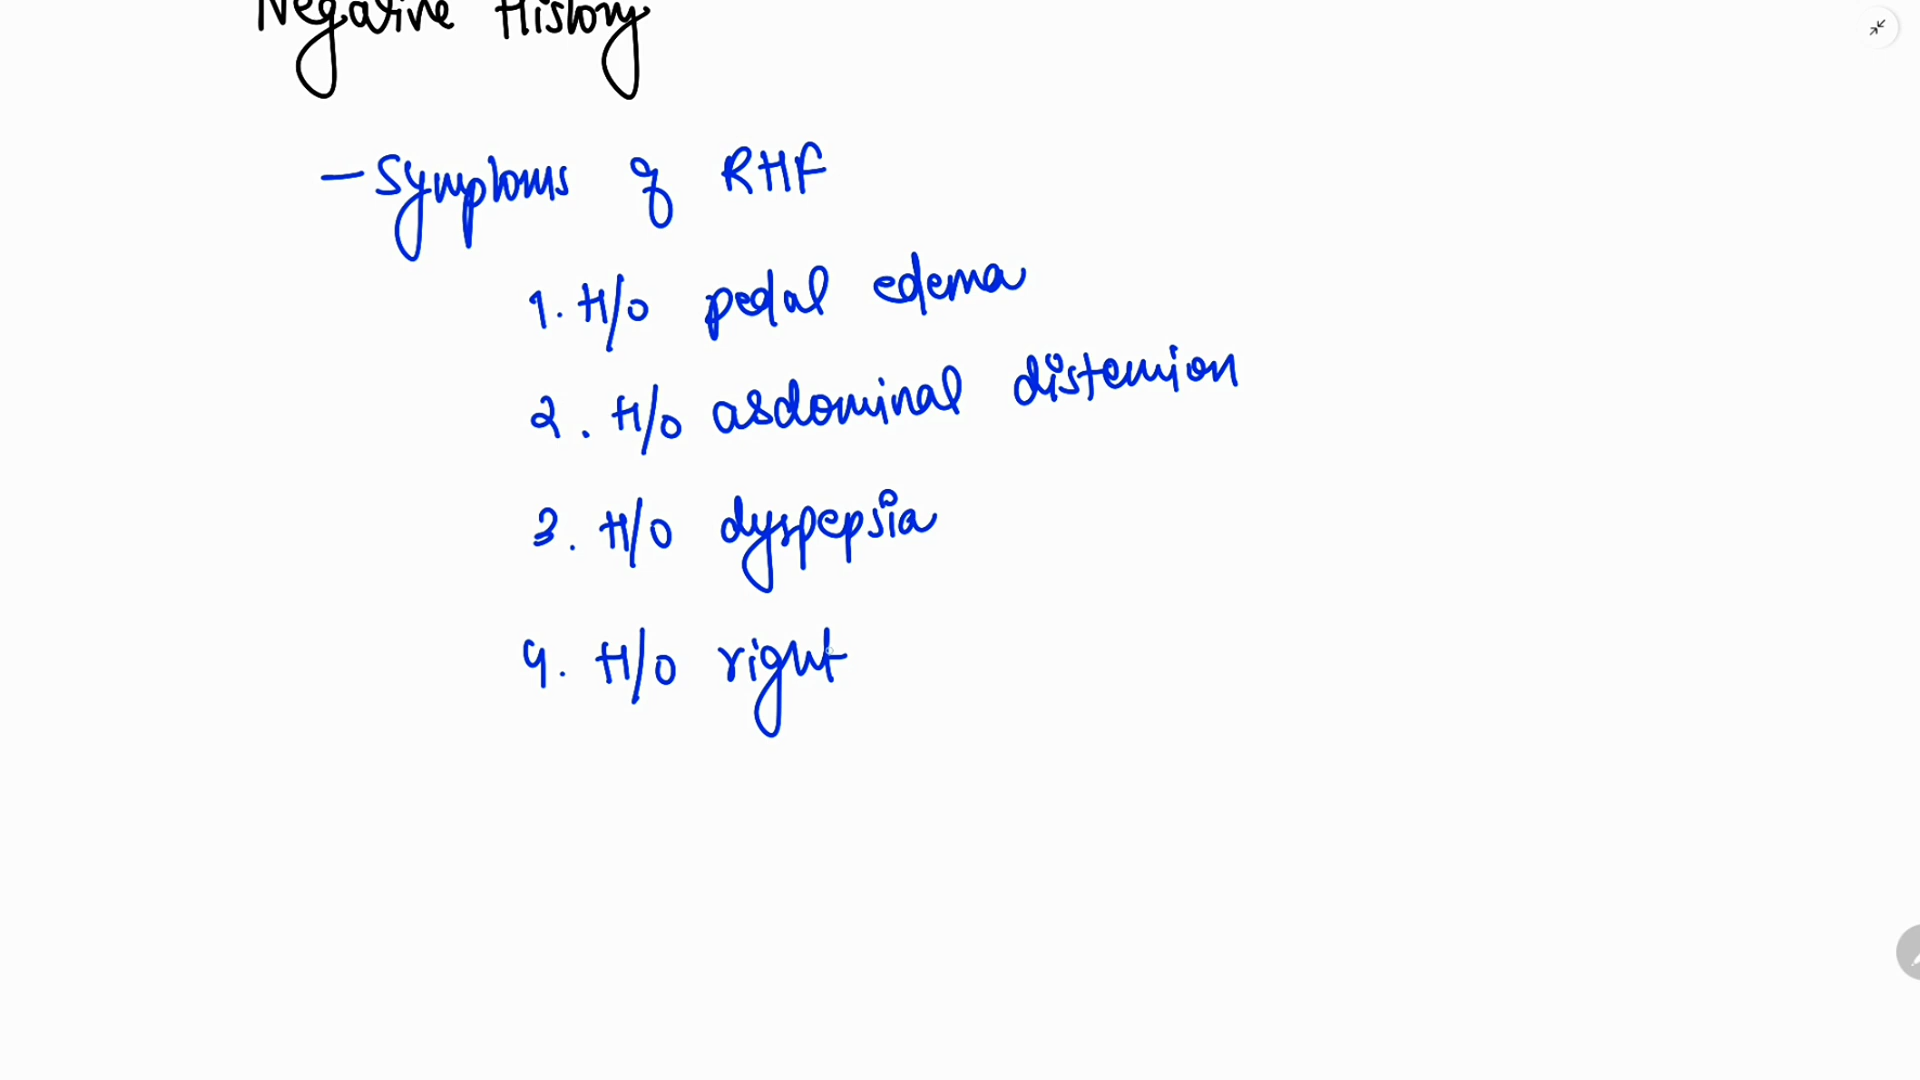 Negative History
- Symptoms of RHF
1. H/o pedal edema
2. H/o asdominal distension
3. H/o dyspepsia
4. H/o right